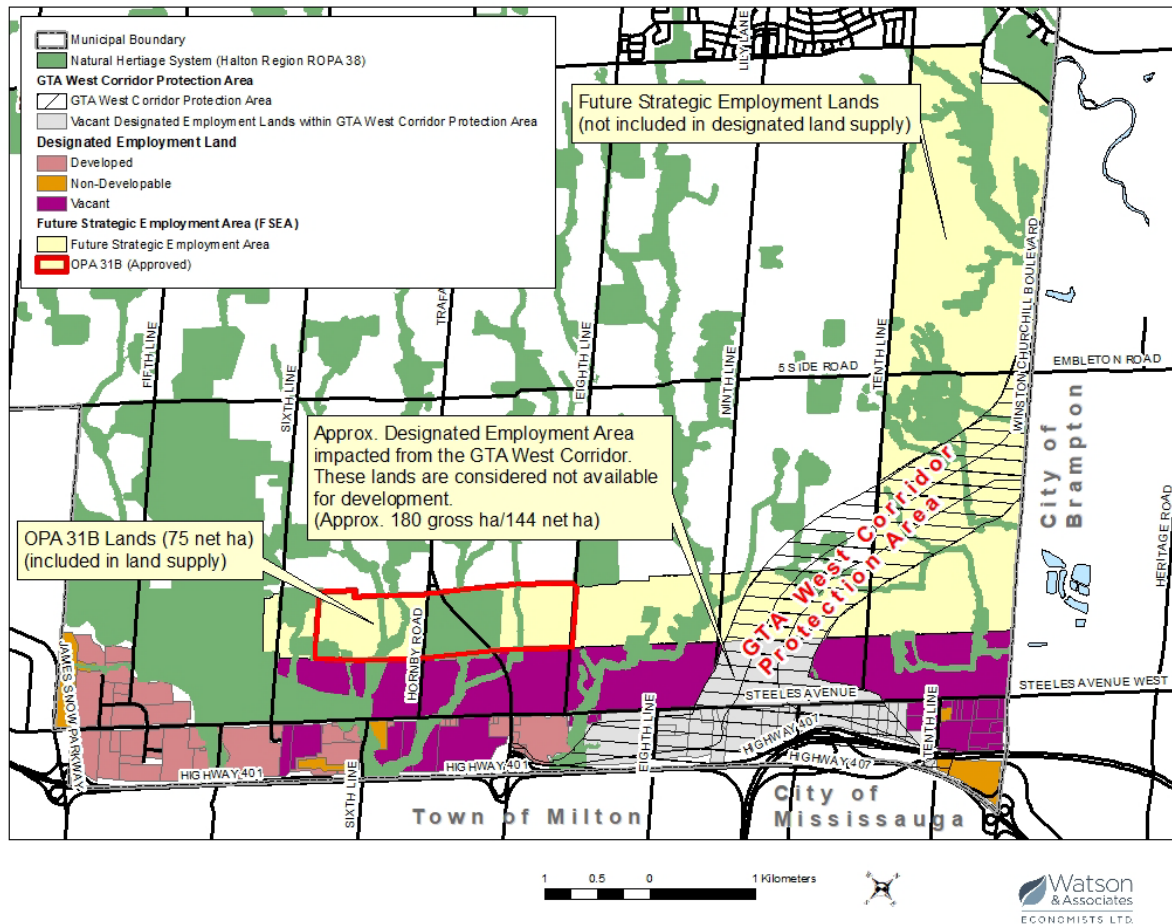 Municipal Boundary
Natural Hertiage System (Halton Region ROPA 38)
GTA West Corridor Protection Area
GTA West Corridor Protection Area
Vacant Designated Employment Lands within GTA West Corridor Protection Area
Designated Employment Land
Developed
Non-Developable
Vacant
Future Strategic Employment Area (FSEA)
Future Strategic Employment Area
OPA 31B (Approved)
LILY LANE
Future Strategic Employment Lands
(not included in designated land supply)
FIFTH LINE
SIXTH LINE
TRAFA
EIGHTH LINE
NINTH LINE
TENTH LINE
WINSTON CHURCHILL BOULEVARD
5 SIDE ROAD
EMBLETON ROAD
City of
Brampton
HERITAGE ROAD
Approx. Designated Employment Area
impacted from the GTA West Corridor.
These lands are considered not available
for development.
(Approx. 180 gross ha/144 net ha)
OPA 31B Lands (75 net ha)
(included in land supply)
GTA West Corridor
Protection Area
HORNBY ROAD
JAMES SNOW PARKWAY
STEELES AVENUE
STEELES AVENUE WEST
HIGHWAY 401
SIXTH LINE
HIGHWAY 401
EIGHTH LINE
HIGHWAY 407
HIGHWAY 407
TENTH LINE
Town of Milton
City of
Mississauga
1 0.5 0 1 Kilometers
Watson
& Associates
ECONOMISTS LTD.